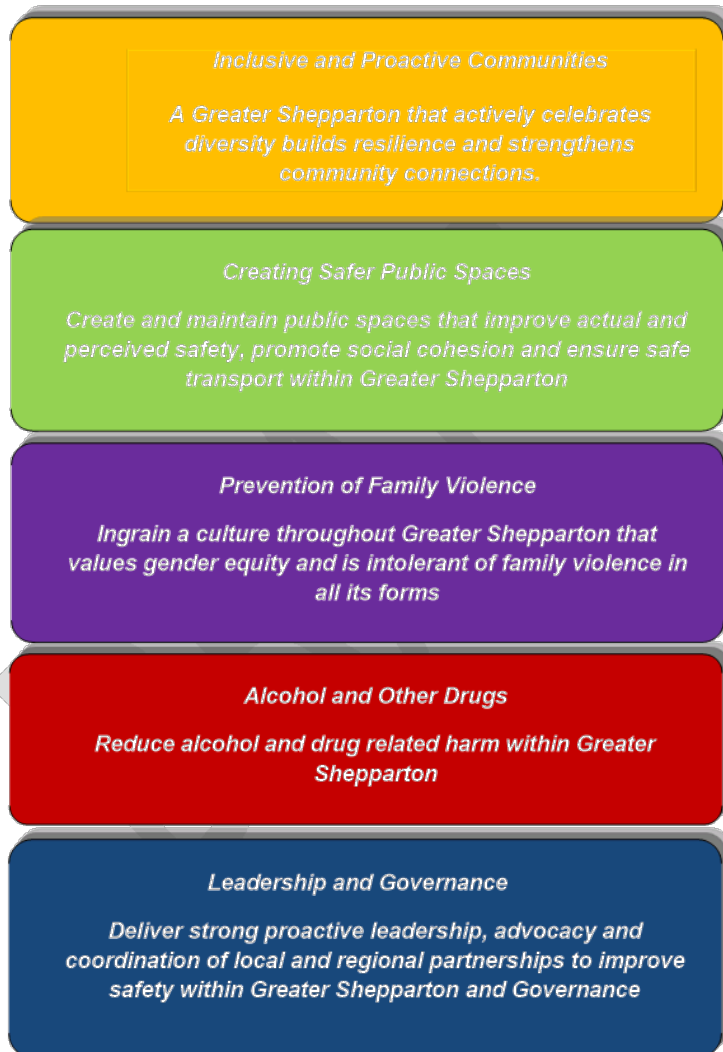 Inclusive and Proactive Communities
A Greater Shepparton that actively celebrates
diversity builds resilience and strengthens
community connections.
Creating Safer Public Spaces
Create and maintain public spaces that improve actual and
perceived safety, promote social cohesion and ensure safe
transport within Greater Shepparton
Prevention of Family Violence
Ingrain a culture throughout Greater Shepparton that
values gender equity and is intolerant of family violence in
all its forms
Alcohol and Other Drugs
Reduce alcohol and drug related harm within Greater
Shepparton
Leadership and Governance
Deliver strong proactive leadership, advocacy and
coordination of local and regional partnerships to improve
safety within Greater Shepparton and Governance